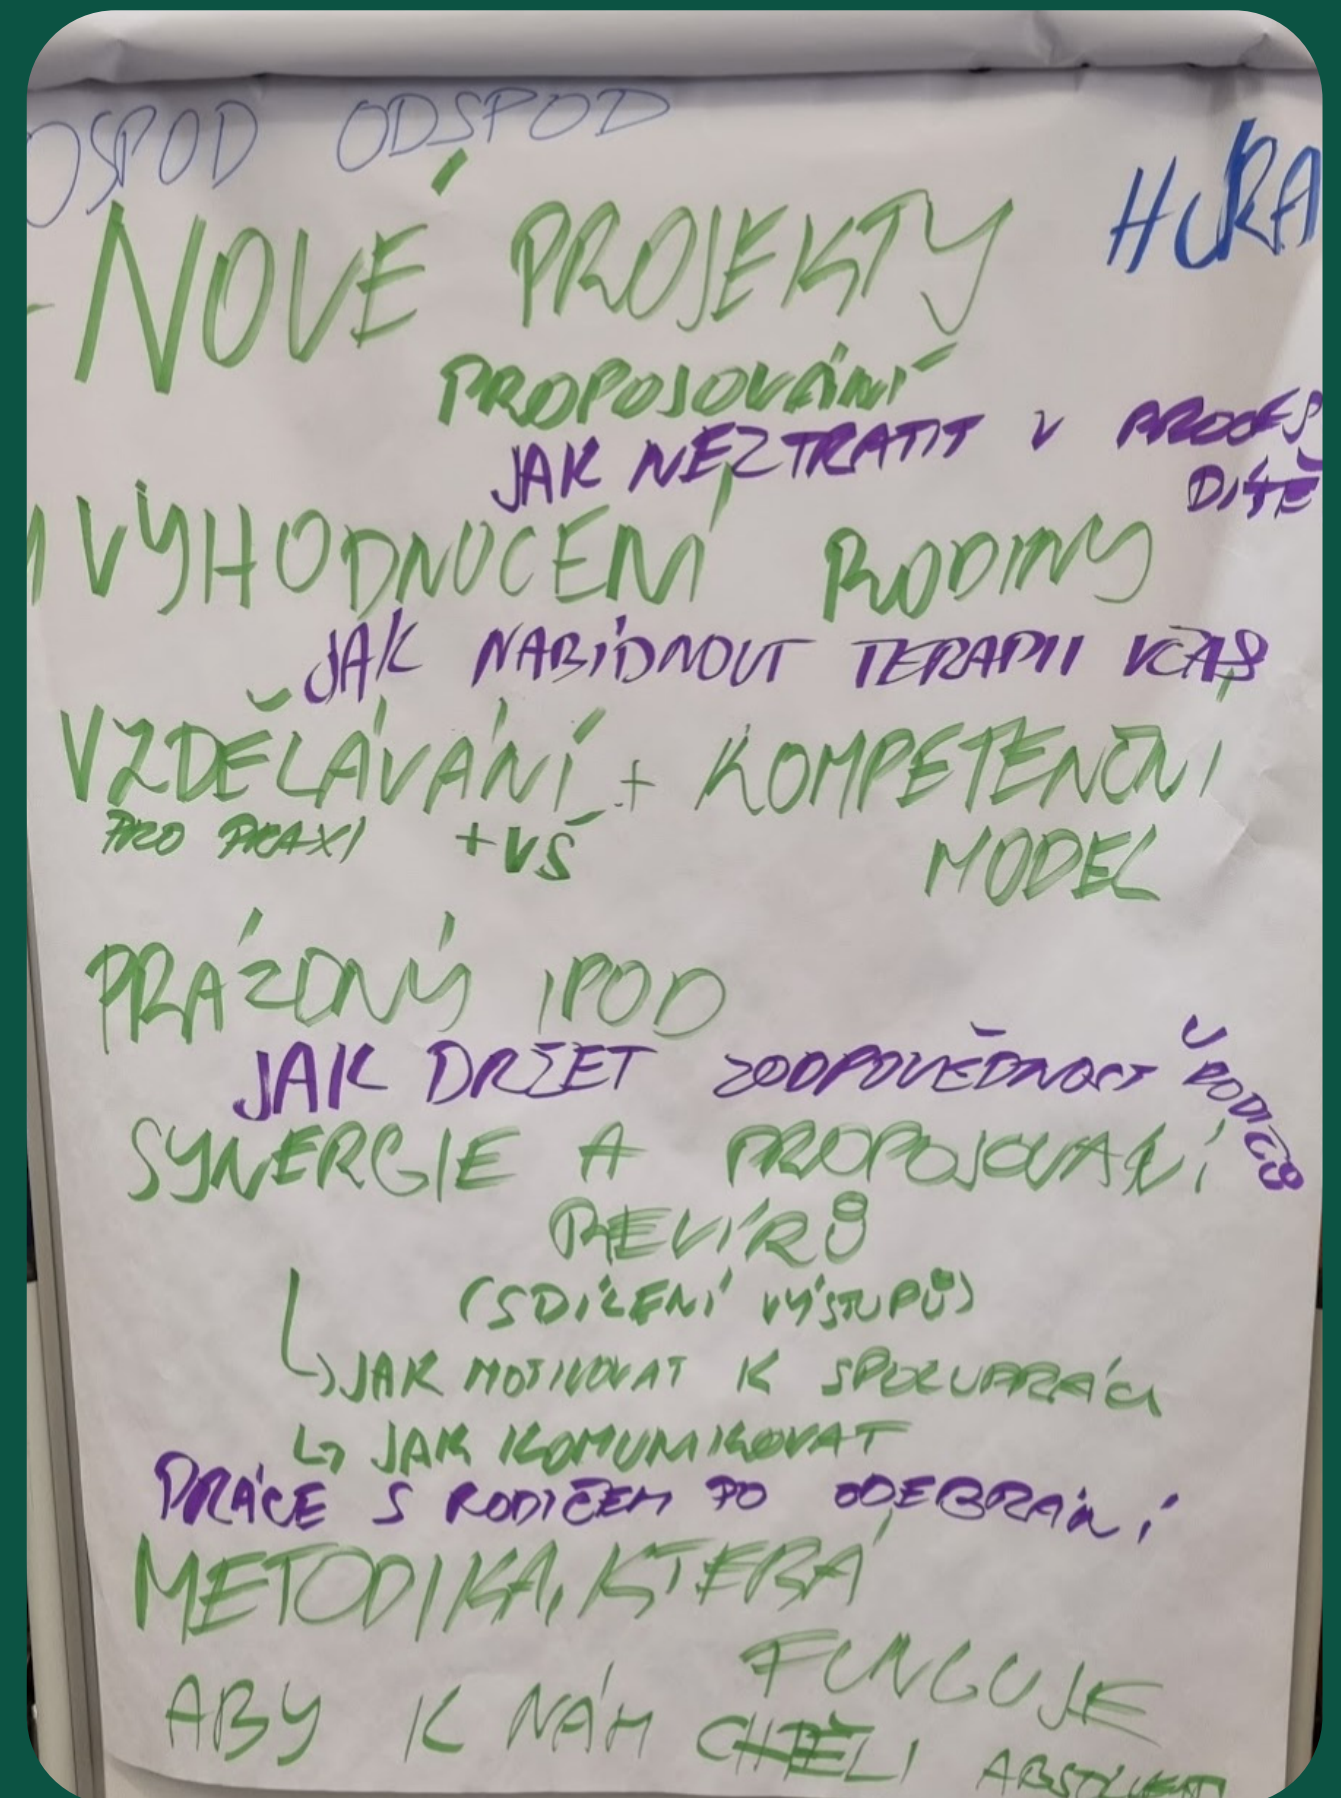 OSPOD ODSPOD
HURA
- NOVÉ PROJEKTY
PROPOJOVÁNÍ
JAK NEZTRATIT V PROCES
DÍTĚ
VÝHODNOCENÍ RODINY
JAK NABÍDNOUT TERAPII VČAS
VZDĚLÁVÁNÍ + KOMPETENČNÍ
PRO PRAXI + VŠ
MODEL
PRÁZDNÝ IPOD
JAK DRŽET ZODPOVĚDNOST U RODIČŮ
SYNERGIE A PROPOJOVÁNÍ
REVÍRŮ
(SDÍLENÍ VÝSTUPŮ)
↳ JAK MOTIVOVAT K SPOLUPRÁCI
↳ JAK KOMUNIKOVAT
PRÁCE S RODIČEM PO ODEBRÁNÍ
METODIKA, KTERÁ
FUNGUJE
ABY K NÁM CHTĚLI ABSOLVENTI